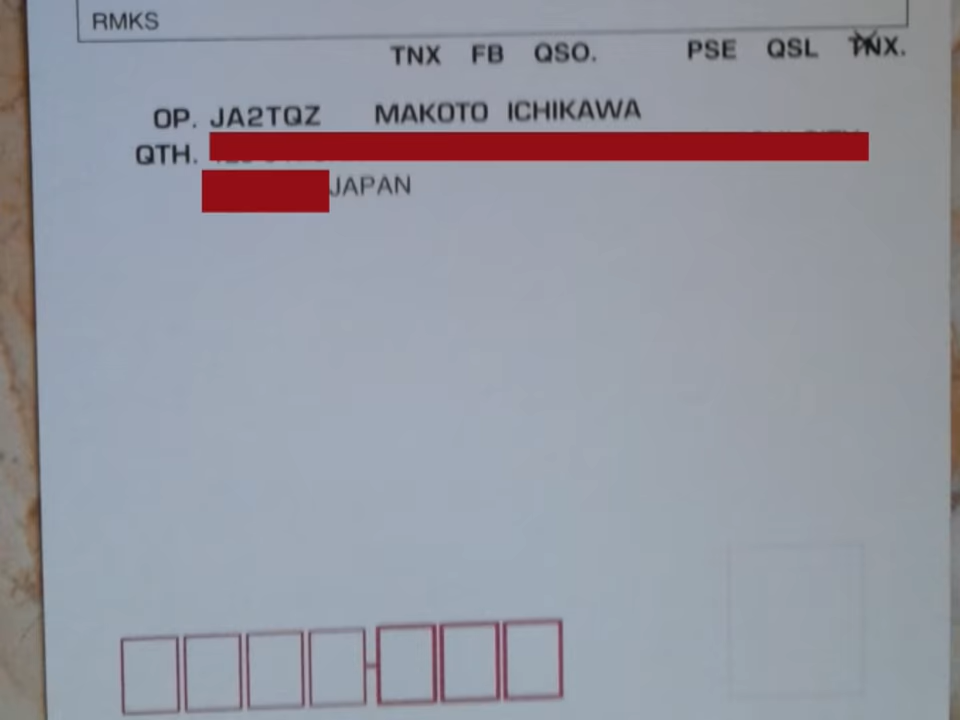 RMKS
TNX FB QSO. PSE QSL TNX.
OP. JA2TQZ MAKOTO ICHIKAWA
QTH.
JAPAN